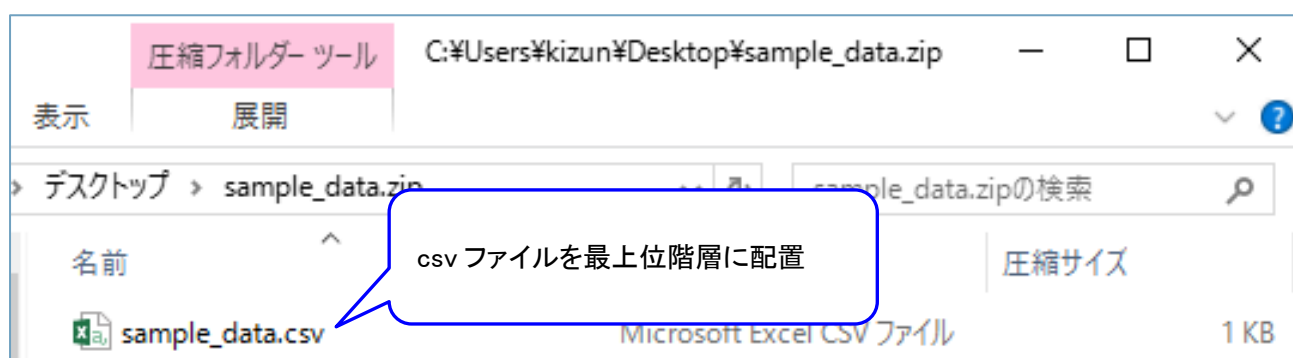 圧縮フォルダー ツール C:¥Users¥kizun¥Desktop¥sample_data.zip
表示 展開
デスクトップ › sample_data.zip sample_data.zipの検索
csv ファイルを最上位階層に配置
名前 圧縮サイズ
sample_data.csv Microsoft Excel CSV ファイル 1 KB